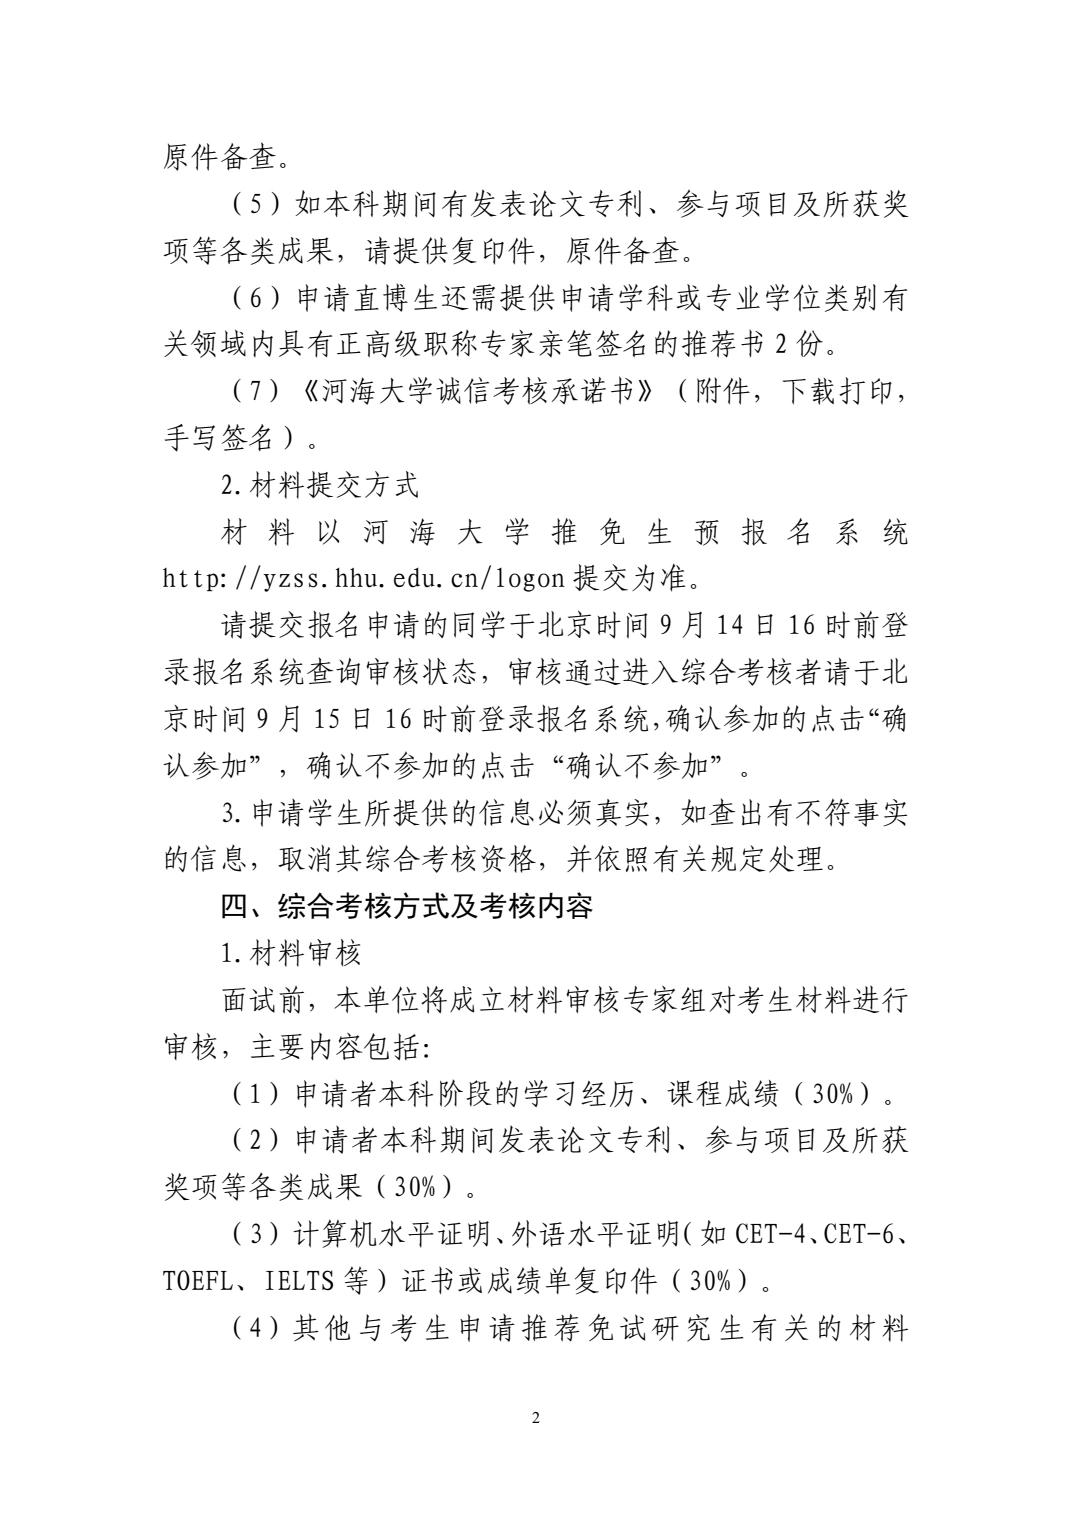 原件备查。
（5）如本科期间有发表论文专利、参与项目及所获奖
项等各类成果，请提供复印件，原件备查。
（6）申请直博生还需提供申请学科或专业学位类别有
关领域内具有正高级职称专家亲笔签名的推荐书 2 份。
（7）《河海大学诚信考核承诺书》（附件，下载打印，
手写签名）。
2.材料提交方式
材料以河海大学推免生预报名系统
http://yzss.hhu.edu.cn/logon 提交为准。
请提交报名申请的同学于北京时间 9 月 14 日 16 时前登
录报名系统查询审核状态，审核通过进入综合考核者请于北
京时间 9 月 15 日 16 时前登录报名系统,确认参加的点击“确
认参加”，确认不参加的点击“确认不参加”。
3.申请学生所提供的信息必须真实，如查出有不符事实
的信息，取消其综合考核资格，并依照有关规定处理。
四、综合考核方式及考核内容
1.材料审核
面试前，本单位将成立材料审核专家组对考生材料进行
审核，主要内容包括：
（1）申请者本科阶段的学习经历、课程成绩（30%）。
（2）申请者本科期间发表论文专利、参与项目及所获
奖项等各类成果（30%）。
（3）计算机水平证明、外语水平证明(如 CET-4、CET-6、
TOEFL、IELTS 等）证书或成绩单复印件（30%）。
（4）其他与考生申请推荐免试研究生有关的材料
2